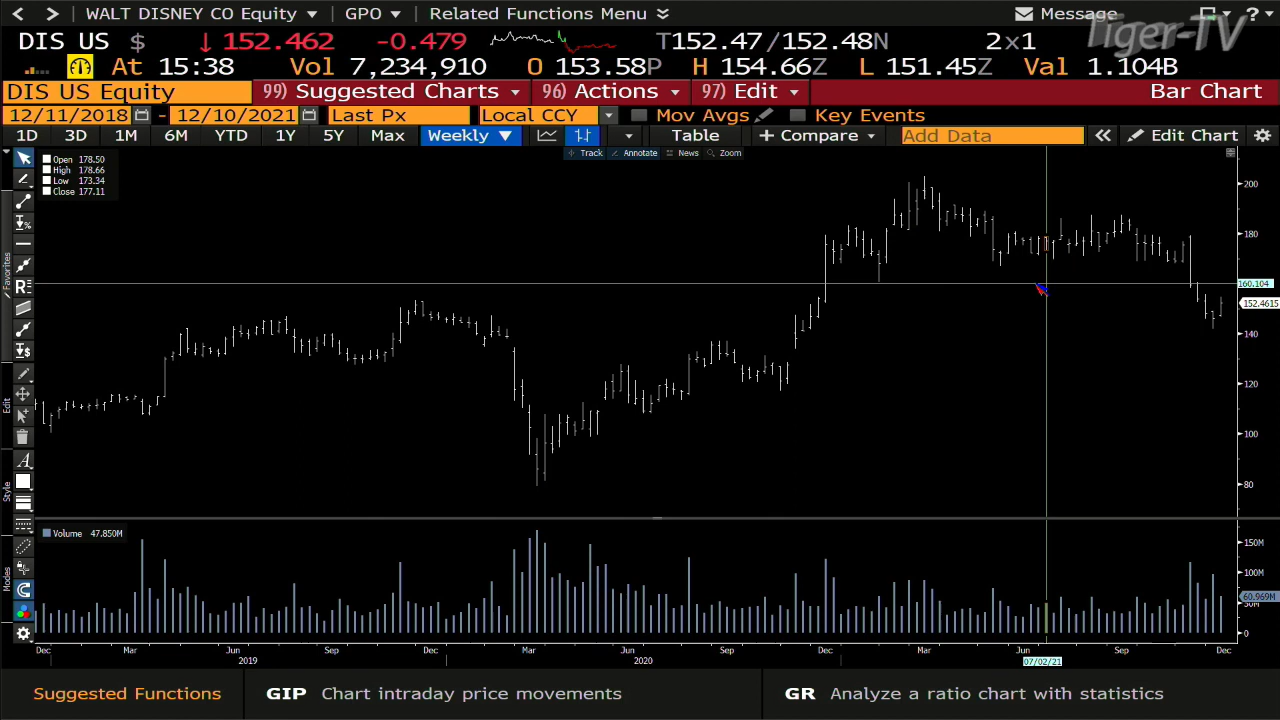 WALT DISNEY CO Equity GPO Related Functions Menu Message ?
Tiger-TV
DIS US $ 152.462 -0.479 T152.47/152.48N 2x1
At 15:38 Vol 7,234,910 O 153.58P H 154.66Z L 151.45Z Val 1.104B
DIS US Equity 99) Suggested Charts 96) Actions 97) Edit Bar Chart
12/11/2018 - 12/10/2021 Last Px Local CCY Mov Avgs Key Events
1D 3D 1M 6M YTD 1Y 5Y Max Weekly Table + Compare Add Data Edit Chart
Track Annotate News Zoom
Open 178.50
High 178.66
Low 173.34
Close 177.11
200
180
160.104
152.4615
140
120
100
80
Favorites
Edit
Style
Modes
Volume 47.850M
150M
100M
60.969M
50M
0
Dec Mar Jun Sep Dec Mar Jun Sep Dec Mar Jun Sep Dec
2019 2020 07/02/21
Suggested Functions GIP Chart intraday price movements GR Analyze a ratio chart with statistics